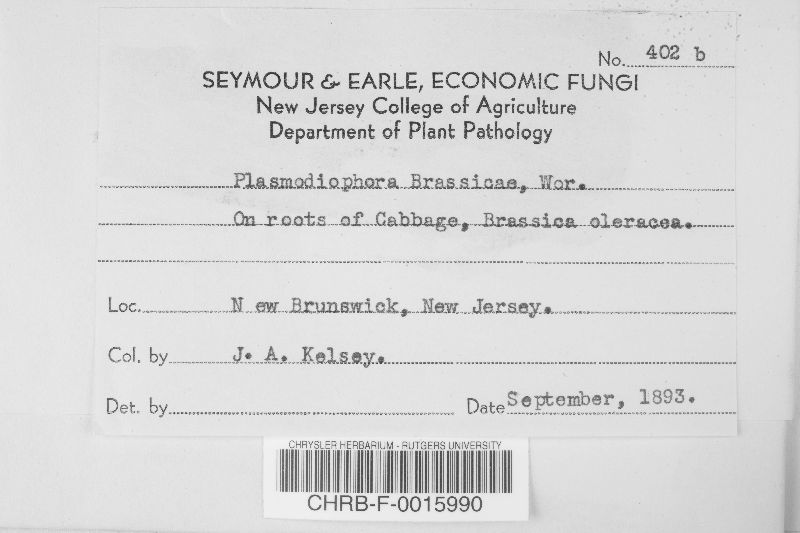 No. 402 b
SEYMOUR & EARLE, ECONOMIC FUNGI
New Jersey College of Agriculture
Department of Plant Pathology
Plasmodiophora Brassicae, Wor.
On roots of Cabbage, Brassica oleracea.
Loc. N ew Brunswick, New Jersey.
Col. by J. A. Kelsey.
Det. by Date September, 1893.
CHRYSLER HERBARIUM - RUTGERS UNIVERSITY
CHRB-F-0015990